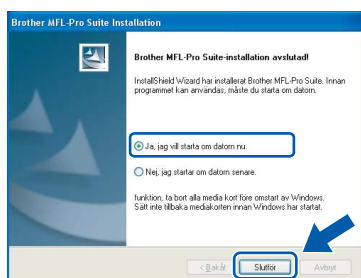 Brother MFL-Pro Suite Installation
Brother MFL-Pro Suite-installation avslutad!
InstallShield Wizard har installerat Brother MFL-Pro Suite. Innan
programmet kan användas, måste du starta om datorn.
Ja, jag vill starta om datorn nu.
Nej, jag startar om datorn senare.
funktion, ta bort alla media kort före omstart av Windows.
Sätt inte tillbaka mediakorten innan Windows har startat.
< Bakåt
Slutför
Avbryt